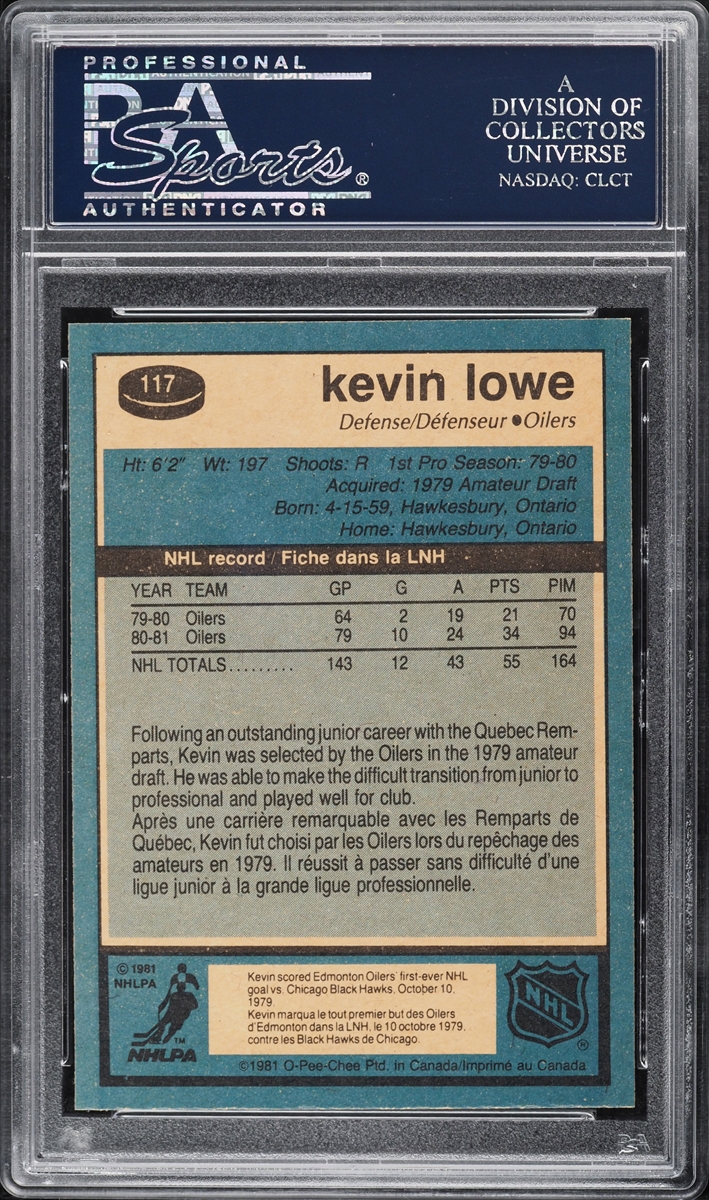 PROFESSIONAL
PSA
Sports®
AUTHENTICATOR
A
DIVISION OF
COLLECTORS
UNIVERSE
NASDAQ: CLCT
117
kevin lowe
Defense/Défenseur • Oilers
Ht: 6'2" Wt: 197 Shoots: R 1st Pro Season: 79-80
Acquired: 1979 Amateur Draft
Born: 4-15-59, Hawkesbury, Ontario
Home: Hawkesbury, Ontario
NHL record / Fiche dans la LNH
YEAR TEAM GP G A PTS PIM
79-80 Oilers 64 2 19 21 70
80-81 Oilers 79 10 24 34 94
NHL TOTALS......... 143 12 43 55 164
Following an outstanding junior career with the Quebec Rem-
parts, Kevin was selected by the Oilers in the 1979 amateur
draft. He was able to make the difficult transition from junior to
professional and played well for club.
Après une carrière remarquable avec les Remparts de
Québec, Kevin fut choisi par les Oilers lors du repêchage des
amateurs en 1979. Il réussit à passer sans difficulté d'une
ligue junior à la grande ligue professionnelle.
© 1981
NHLPA
™
NHLPA
Kevin scored Edmonton Oilers' first-ever NHL
goal vs. Chicago Black Hawks, October 10,
1979.
Kevin marqua le tout premier but des Oilers
d'Edmonton dans la LNH, le 10 octobre 1979,
contre les Black Hawks de Chicago.
NHL
®
©1981 O-Pee-Chee Ptd. in Canada/Imprimé au Canada
PSA